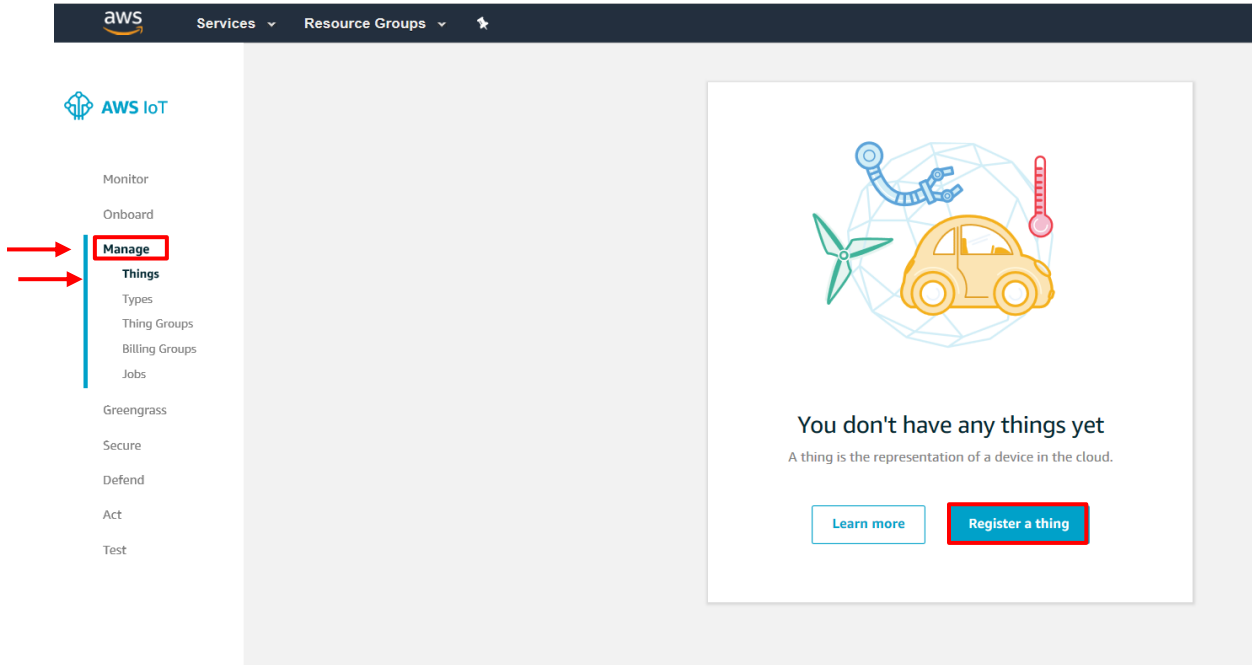 aws Services Resource Groups
AWS IoT
Monitor
Onboard
Manage
Things
Types
Thing Groups
Billing Groups
Jobs
Greengrass
Secure
Defend
Act
Test
You don't have any things yet
A thing is the representation of a device in the cloud.
Learn more Register a thing